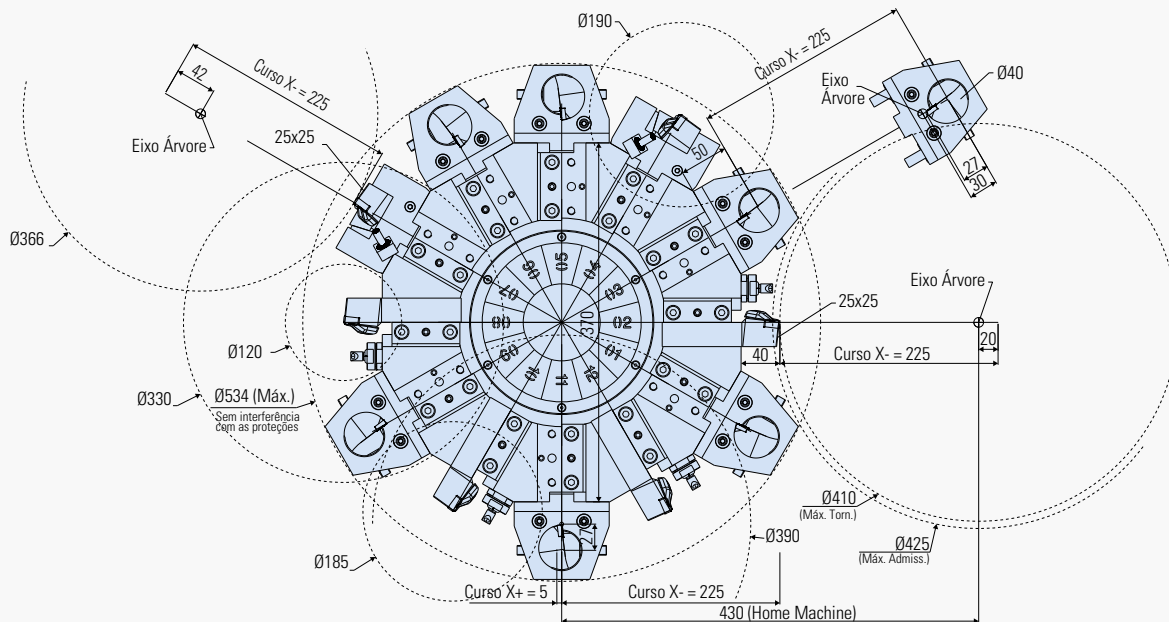 Ø190
Curso X- = 225
42
Eixo Árvore
25x25
Curso X- = 225
Eixo
Árvore
Ø40
27
30
50
Ø366
05
06
04
07
03
08
02
09
01
10
11
12
370
Eixo Árvore
25x25
20
40
Curso X- = 225
Ø120
Ø330
Ø534 (Máx.)
Sem interferência
com as proteções
Ø410
(Máx. Torn.)
Ø425
(Máx. Admiss.)
Ø390
Ø185
27
Curso X+ = 5
Curso X- = 225
430 (Home Machine)